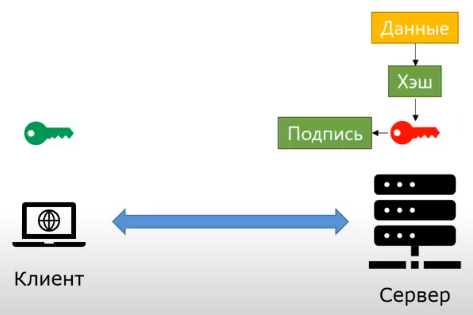 Данные
Хэш
Подпись
Клиент
Сервер